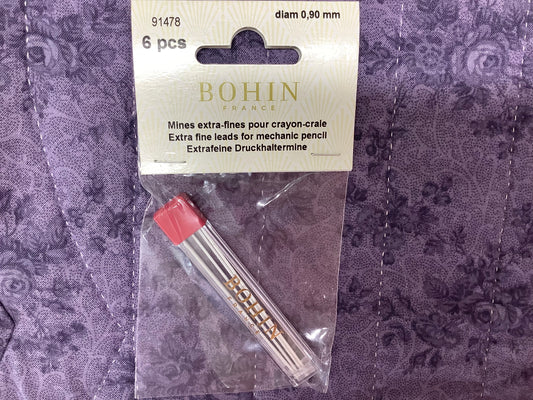 91478
diam 0,90 mm
6 pcs
BOHIN
FRANCE
Mines extra-fines pour crayon-craie
Extra fine leads for mechanic pencil
Extrafeine Druckhaltermine
BOHIN